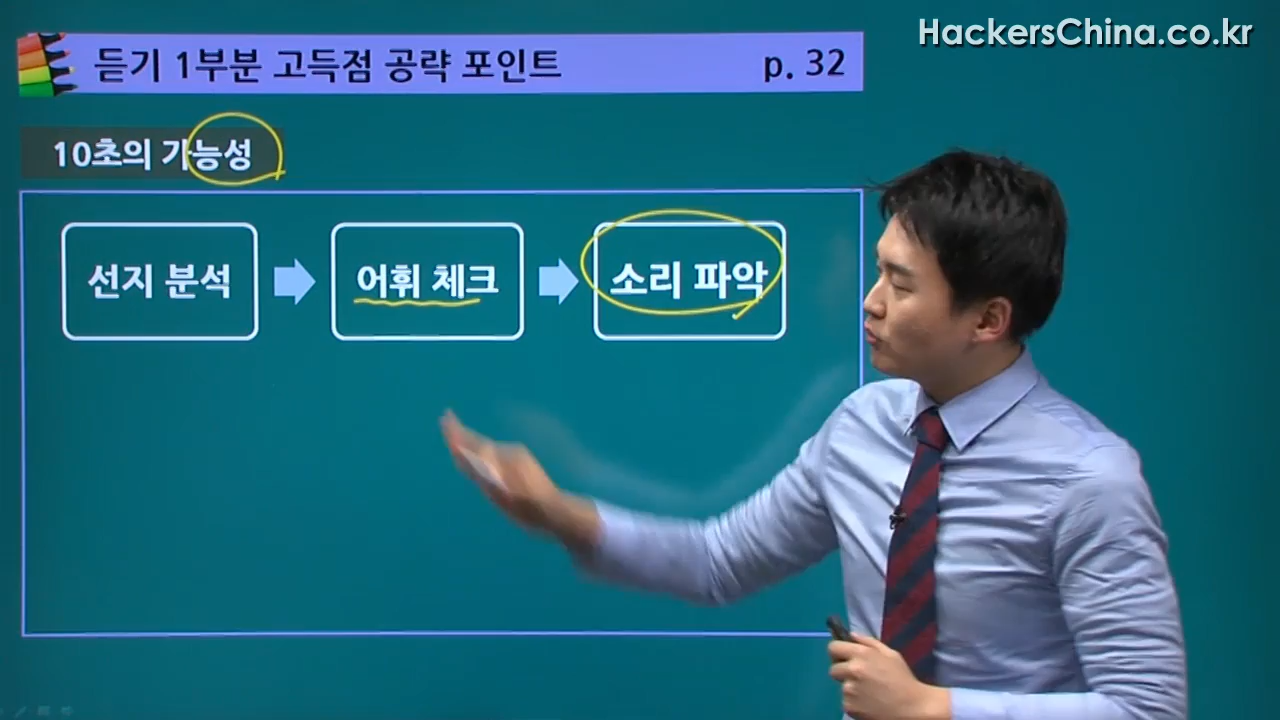 HackersChina.co.kr
듣기 1부분 고득점 공략 포인트 p. 32
10초의 가능성
선지 분석
어휘 체크
소리 파악